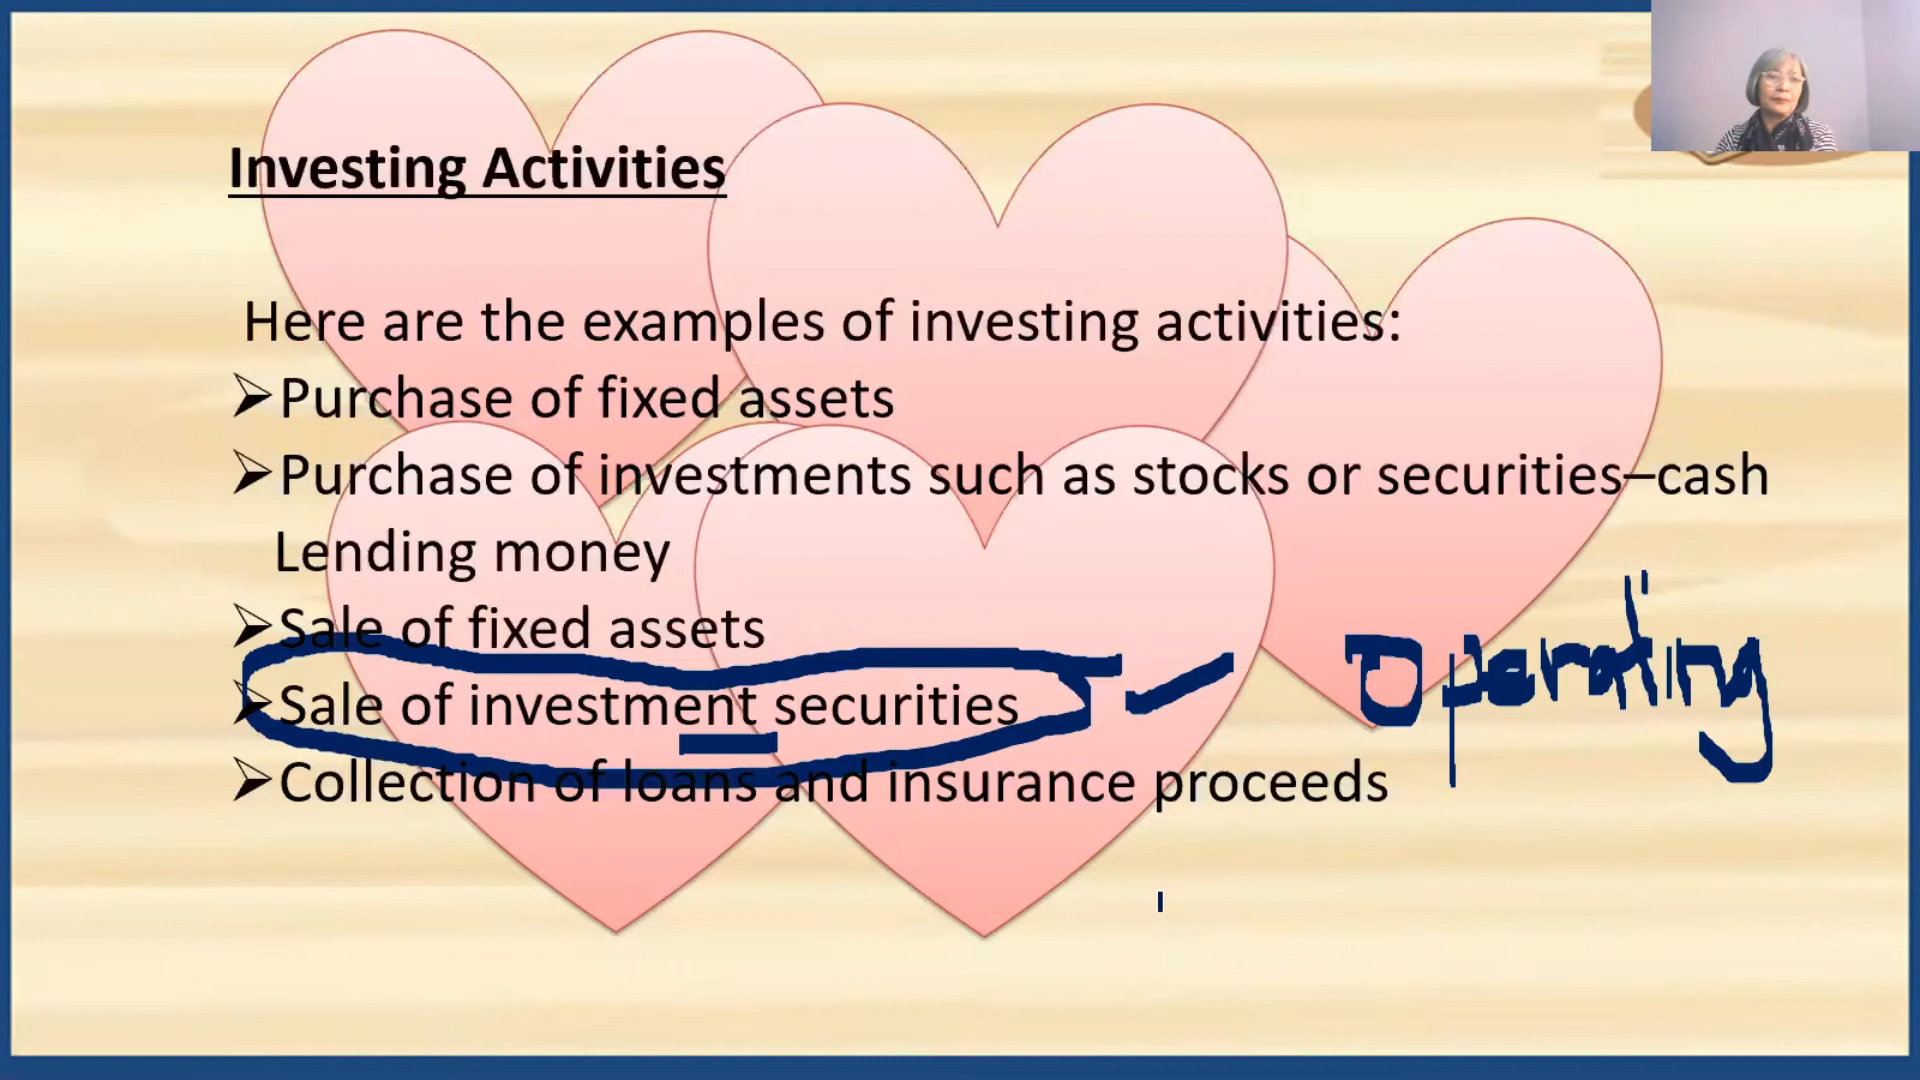 Investing Activities
Here are the examples of investing activities:
➢Purchase of fixed assets
➢Purchase of investments such as stocks or securities–cash
Lending money
➢Sale of fixed assets
➢Sale of investment securities
Operating
➢Collection of loans and insurance proceeds